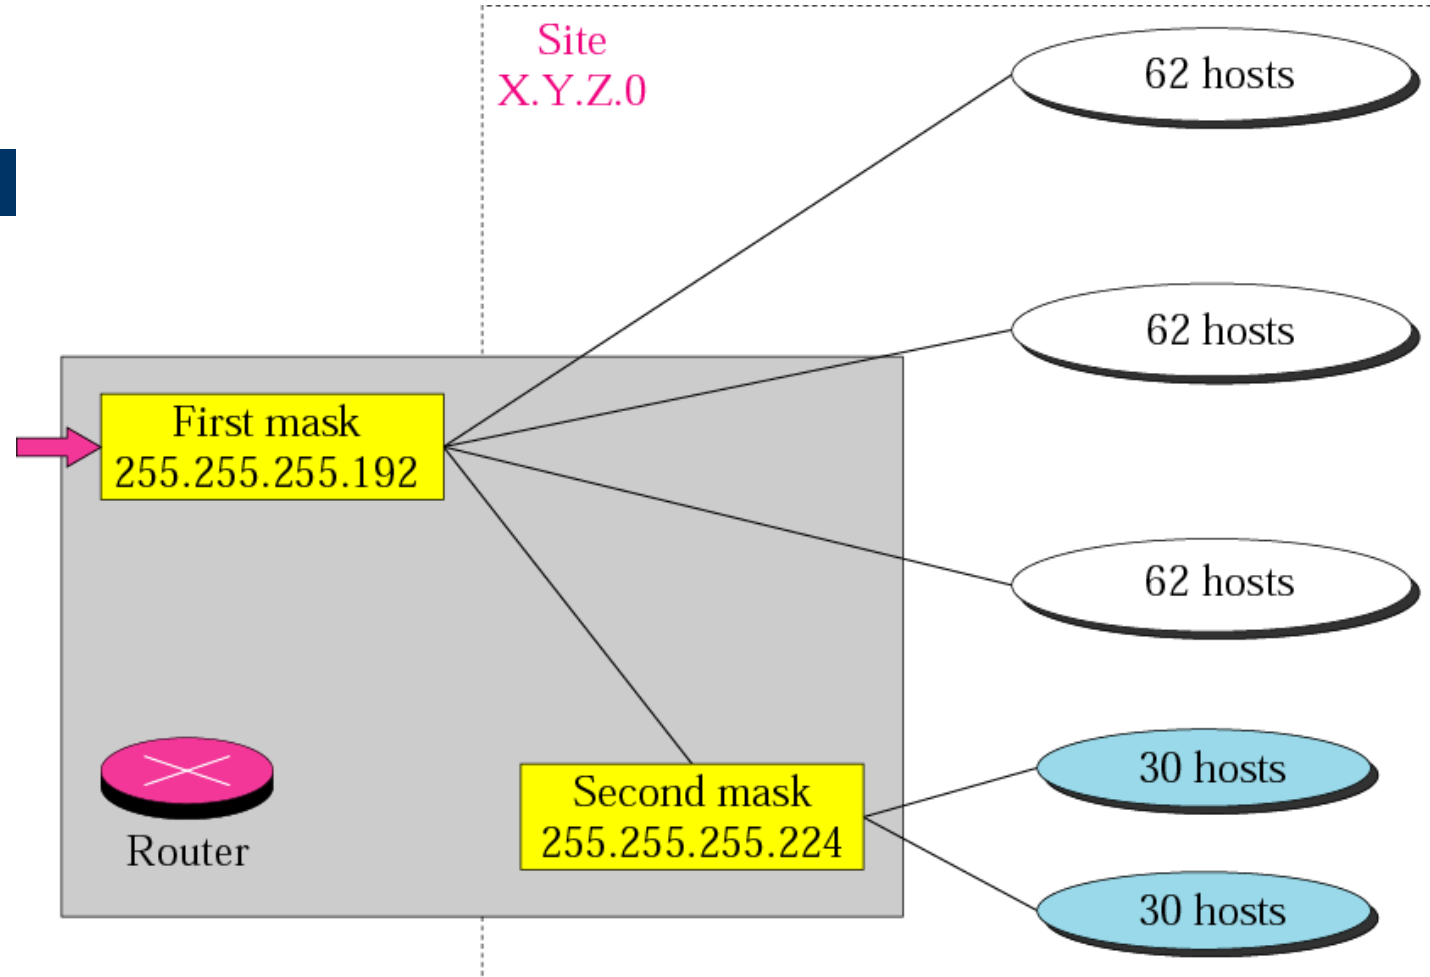 Site
X.Y.Z.0
62 hosts
62 hosts
First mask
255.255.255.192
62 hosts
Second mask
255.255.255.224
30 hosts
Router
30 hosts